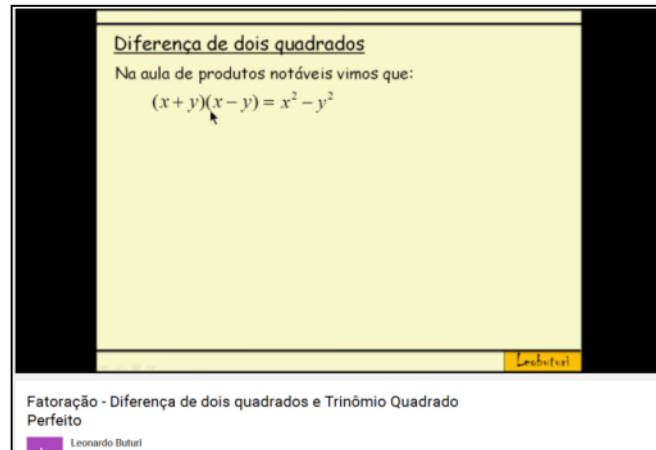 Diferença de dois quadrados
Na aula de produtos notáveis vimos que:
(x + y)(x − y) = x² − y²
Leobuturi
Fatoração - Diferença de dois quadrados e Trinômio Quadrado
Perfeito
Leonardo Buturi